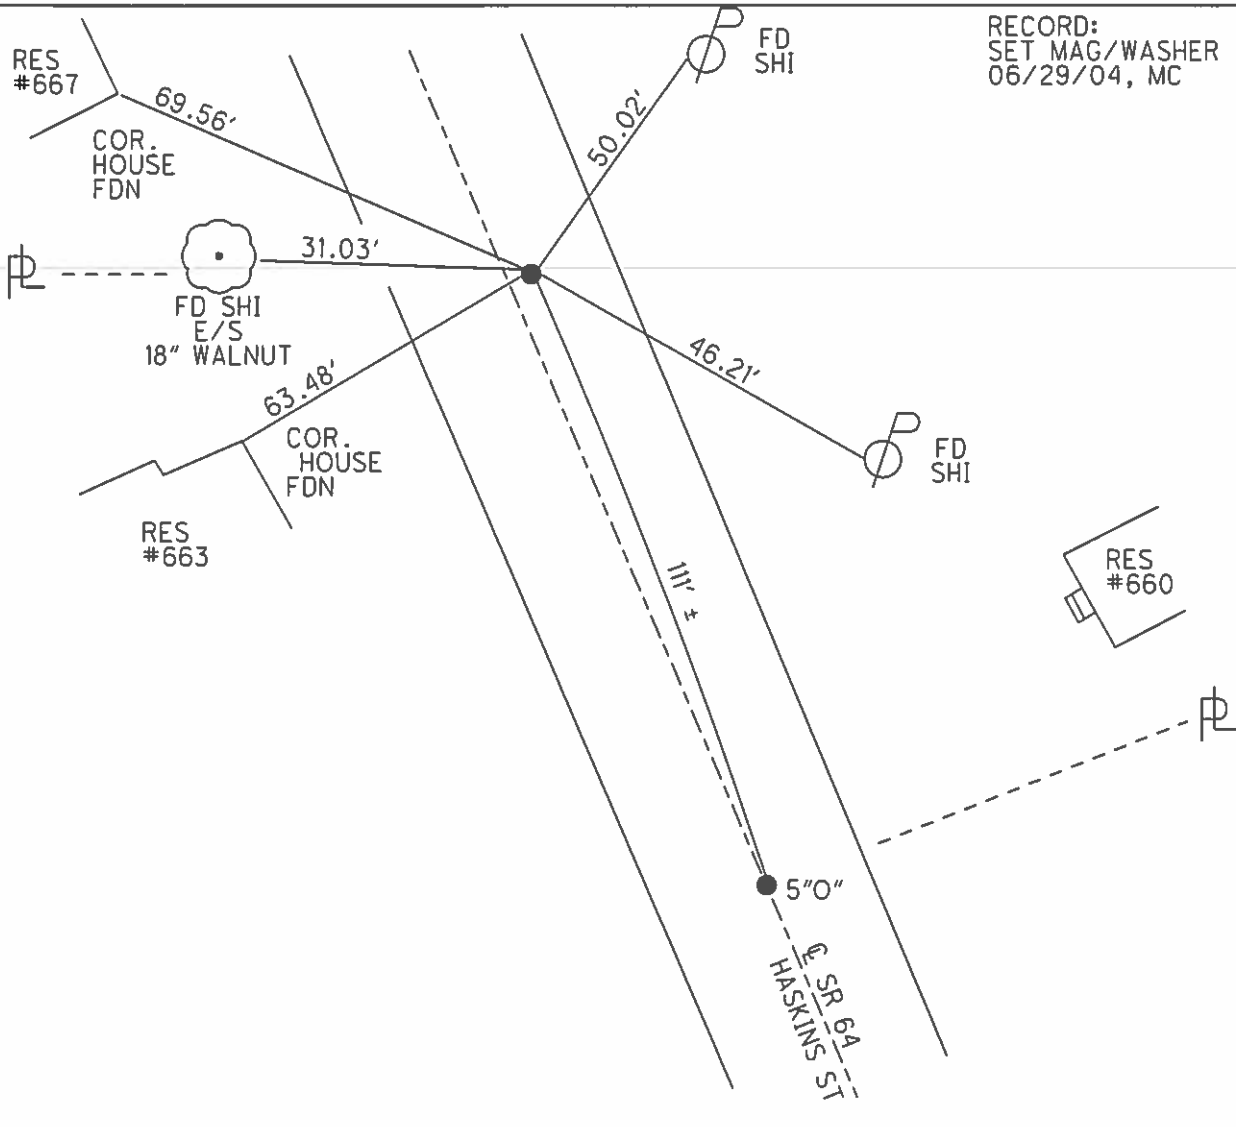 RECORD:
SET MAG/WASHER
06/29/04, MC
FD
SHI
RES
#667
69.56'
COR.
HOUSE
FDN
50.02'
31.03'
PL
FD SHI
E/S
18" WALNUT
63.48'
46.21'
COR.
HOUSE
FDN
FD
SHI
RES
#663
RES
#660
111' ±
PL
5"O"
℄ SR 64
HASKINS ST